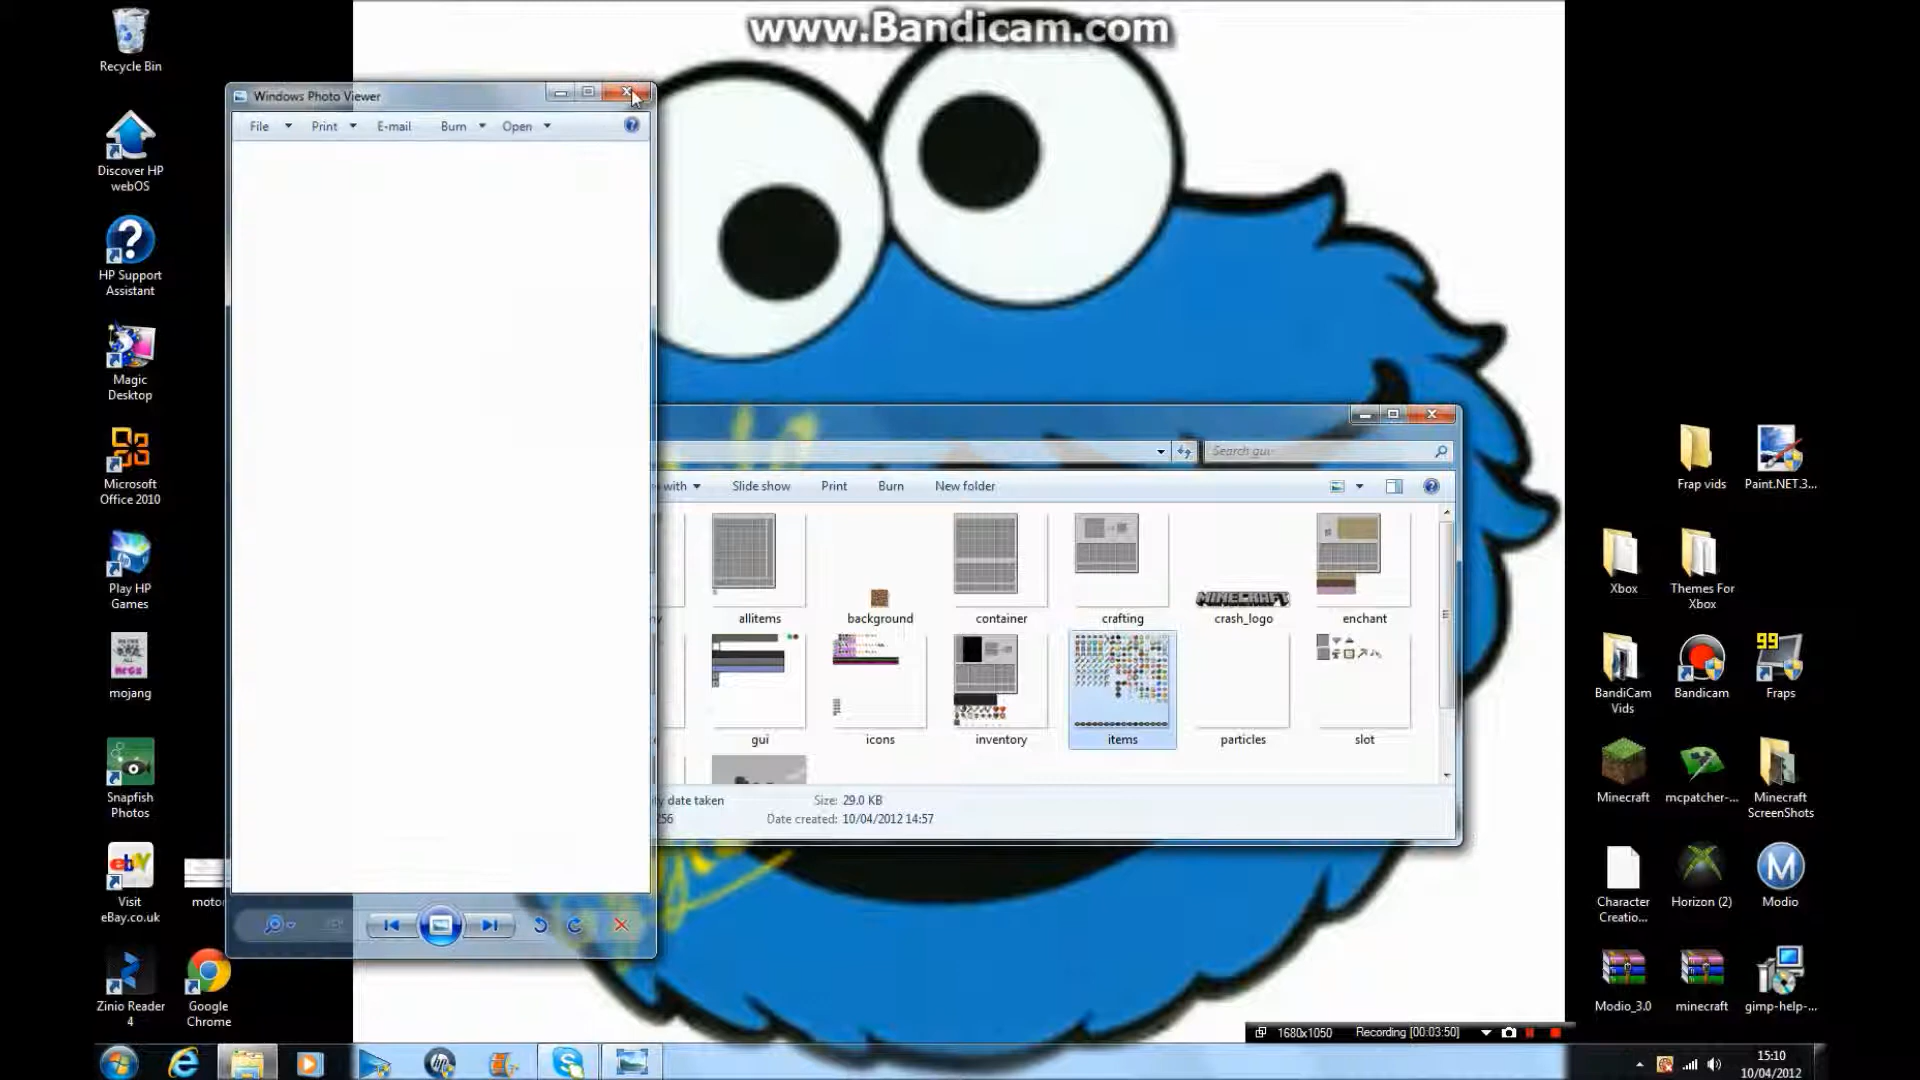 www.Bandicam.com
Recycle Bin
Discover HP
webOS
HP Support
Assistant
Magic
Desktop
Microsoft
Office 2010
Play HP
Games
mojang
Snapfish
Photos
Visit
eBay.co.uk
motor
Zinio Reader
4
Google
Chrome
Windows Photo Viewer
File
Print
E-mail
Burn
Open
Search gui
with
Slide show
Print
Burn
New folder
allitems
background
container
crafting
MINECRAFT
crash_logo
enchant
gui
icons
inventory
items
particles
slot
date taken
Size: 29.0 KB
256
Date created: 10/04/2012 14:57
Frap vids
Paint.NET.3...
Xbox
Themes For
Xbox
BandiCam
Vids
Bandicam
99
Fraps
Minecraft
mcpatcher-...
Minecraft
ScreenShots
Character
Creatio...
Horizon (2)
M
Modio
Modio_3.0
minecraft
gimp-help-...
1680x1050
Recording [00:03:50]
15:10
10/04/2012